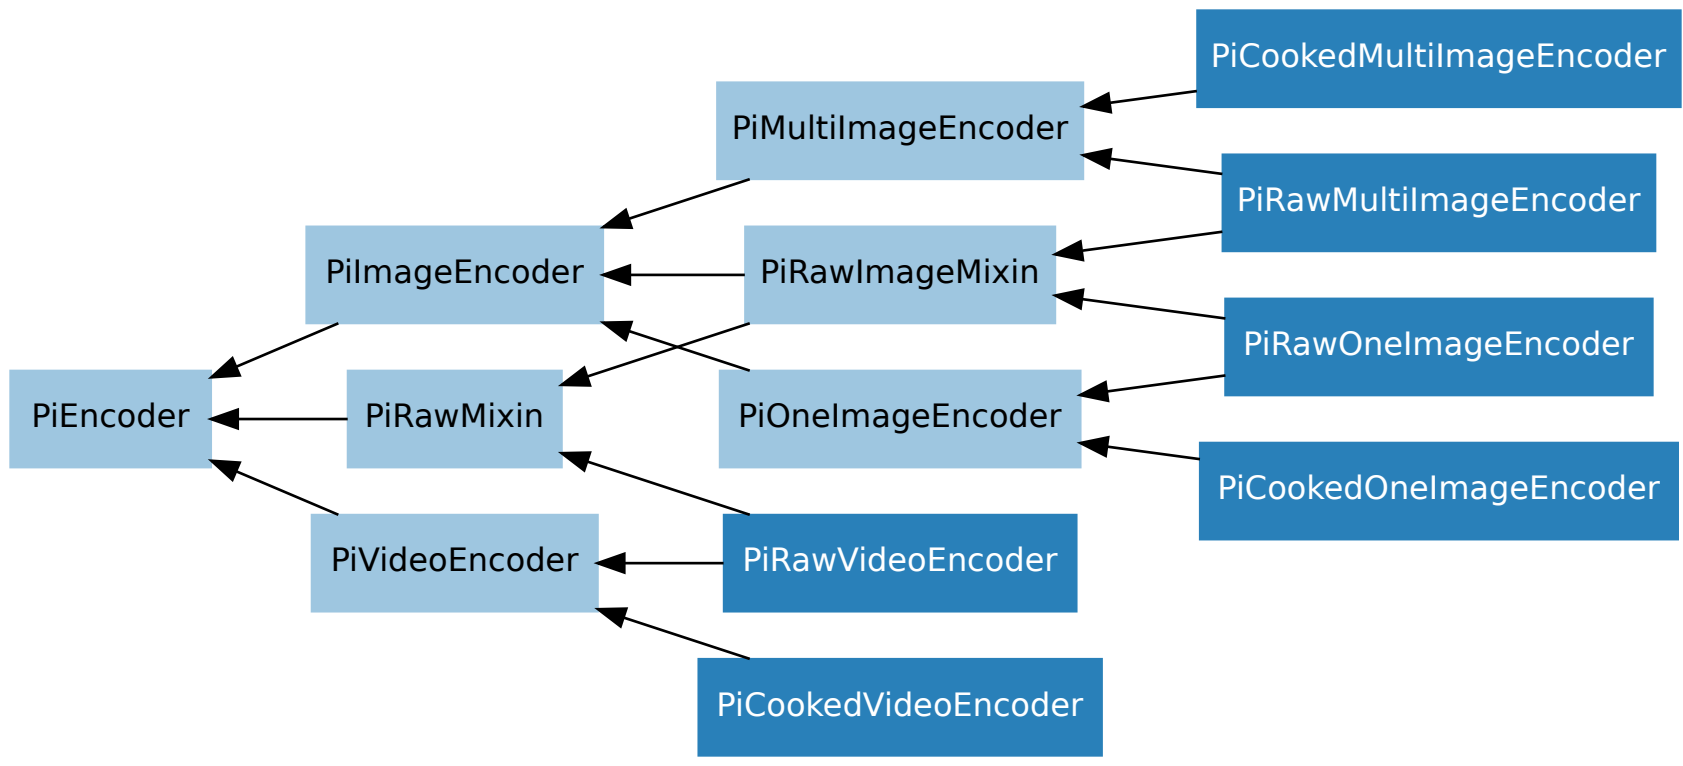 PiCookedMultiImageEncoder
PiMultiImageEncoder
PiRawMultiImageEncoder
PiImageEncoder
PiRawImageMixin
PiRawOneImageEncoder
PiEncoder
PiRawMixin
PiOneImageEncoder
PiCookedOneImageEncoder
PiVideoEncoder
PiRawVideoEncoder
PiCookedVideoEncoder